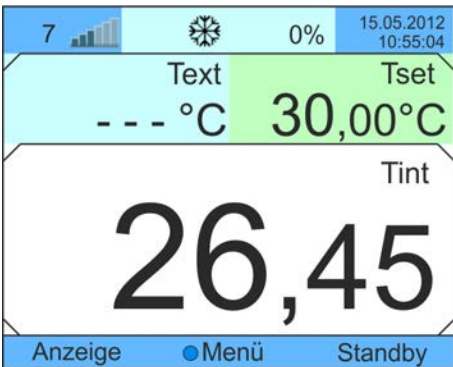 7 0% 15.05.2012
10:55:04
Text Tset
- - - °C 30,00°C
Tint
26,45
Anzeige Menü Standby